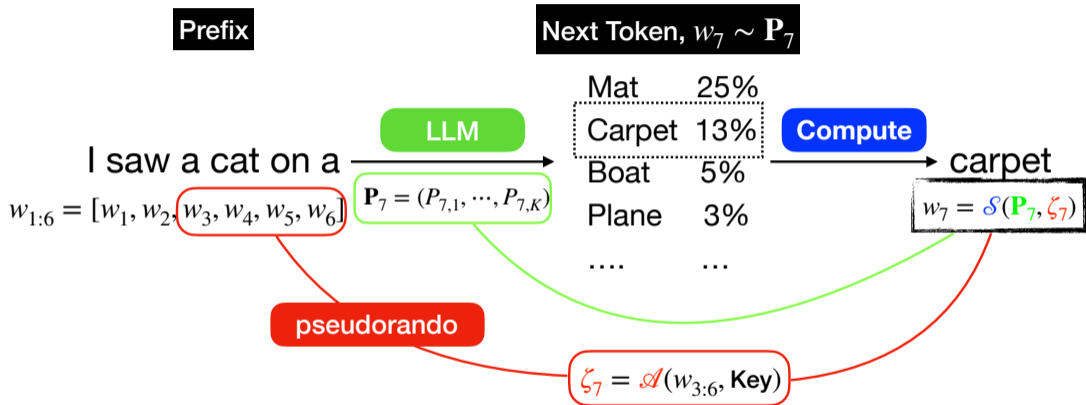 Prefix
Next Token, w₇ ~ P₇
Mat 25%
LLM
Carpet 13%
Compute
I saw a cat on a
Boat 5%
carpet
w₁:₆ = [w₁, w₂, w₃, w₄, w₅, w₆]
P₇ = (P₇,₁, ⋯, P₇,K)
Plane 3%
w₇ = 𝒮(P₇, ζ₇)
.... ...
pseudorando
ζ₇ = 𝒜(w₃:₆, Key)